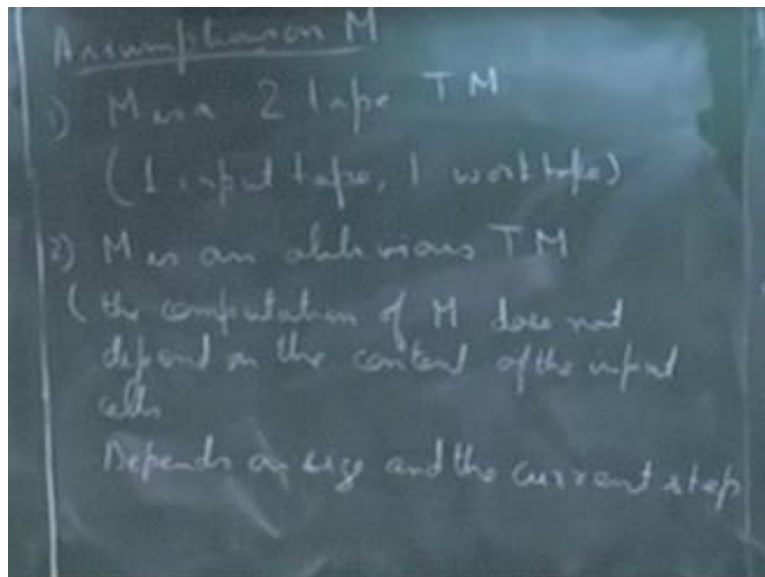 Assumption on M
1) M is a 2 tape TM
(1 input tape, 1 work tape)
2) M is an oblivious TM
(the computation of M does not
depend on the content of the input
cells
Depends on size and the current step